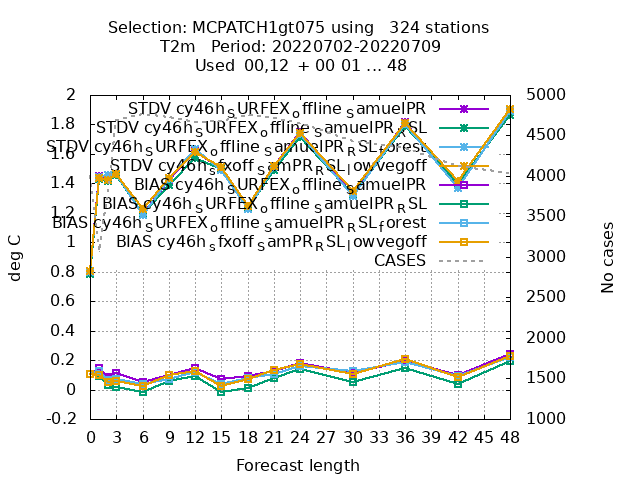 Selection: MCPATCH1gt075 using   324 stations
T2m   Period: 20220702-20220709
Used  00,12  + 00 01 ... 48
2
1.8
1.6
1.4
1.2
1
0.8
0.6
0.4
0.2
0
-0.2
deg C
STDV cy46h_SURFEX_offline_SamuelPR
STDV cy46h_SURFEX_offline_SamuelPR_RSL
STDV cy46h_SURFEX_offline_SamuelPR_RSL_forest
STDV cy46h_sfxoff_SamPR_RSL_lowvegoff
BIAS cy46h_SURFEX_offline_SamuelPR
BIAS cy46h_SURFEX_offline_SamuelPR_RSL
BIAS cy46h_SURFEX_offline_SamuelPR_RSL_forest
BIAS cy46h_sfxoff_SamPR_RSL_lowvegoff
CASES
5000
4500
4000
3500
3000
2500
2000
1500
1000
No cases
0 3 6 9 12 15 18 21 24 27 30 33 36 39 42 45 48
Forecast length